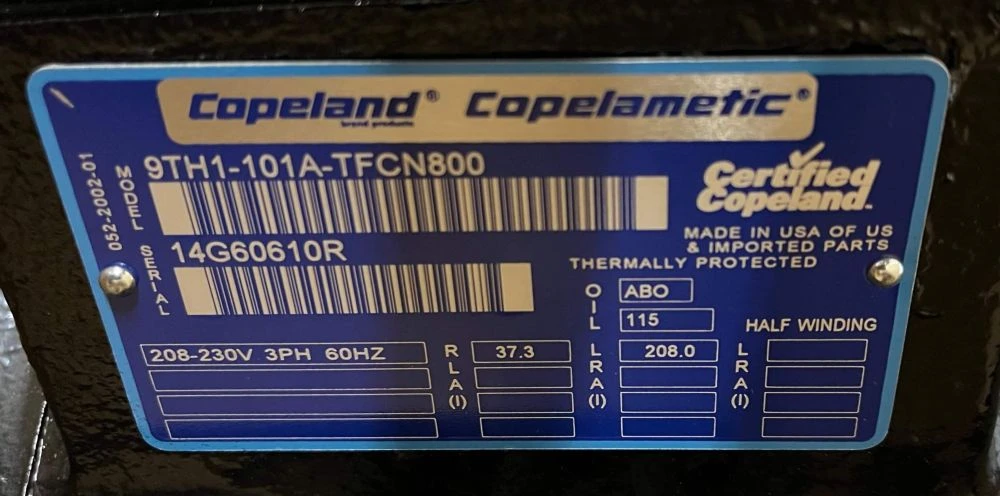 Copeland® Copelametic®
brand products
052-2002-01
MODEL
9TH1-101A-TFCN800
Certified
Copeland™
SERIAL
14G60610R
MADE IN USA OF US
& IMPORTED PARTS
THERMALLY PROTECTED
OIL
ABO
115
HALF WINDING
208-230V 3PH 60HZ
RLA(I)
37.3
LRA(I)
208.0
LRA(I)